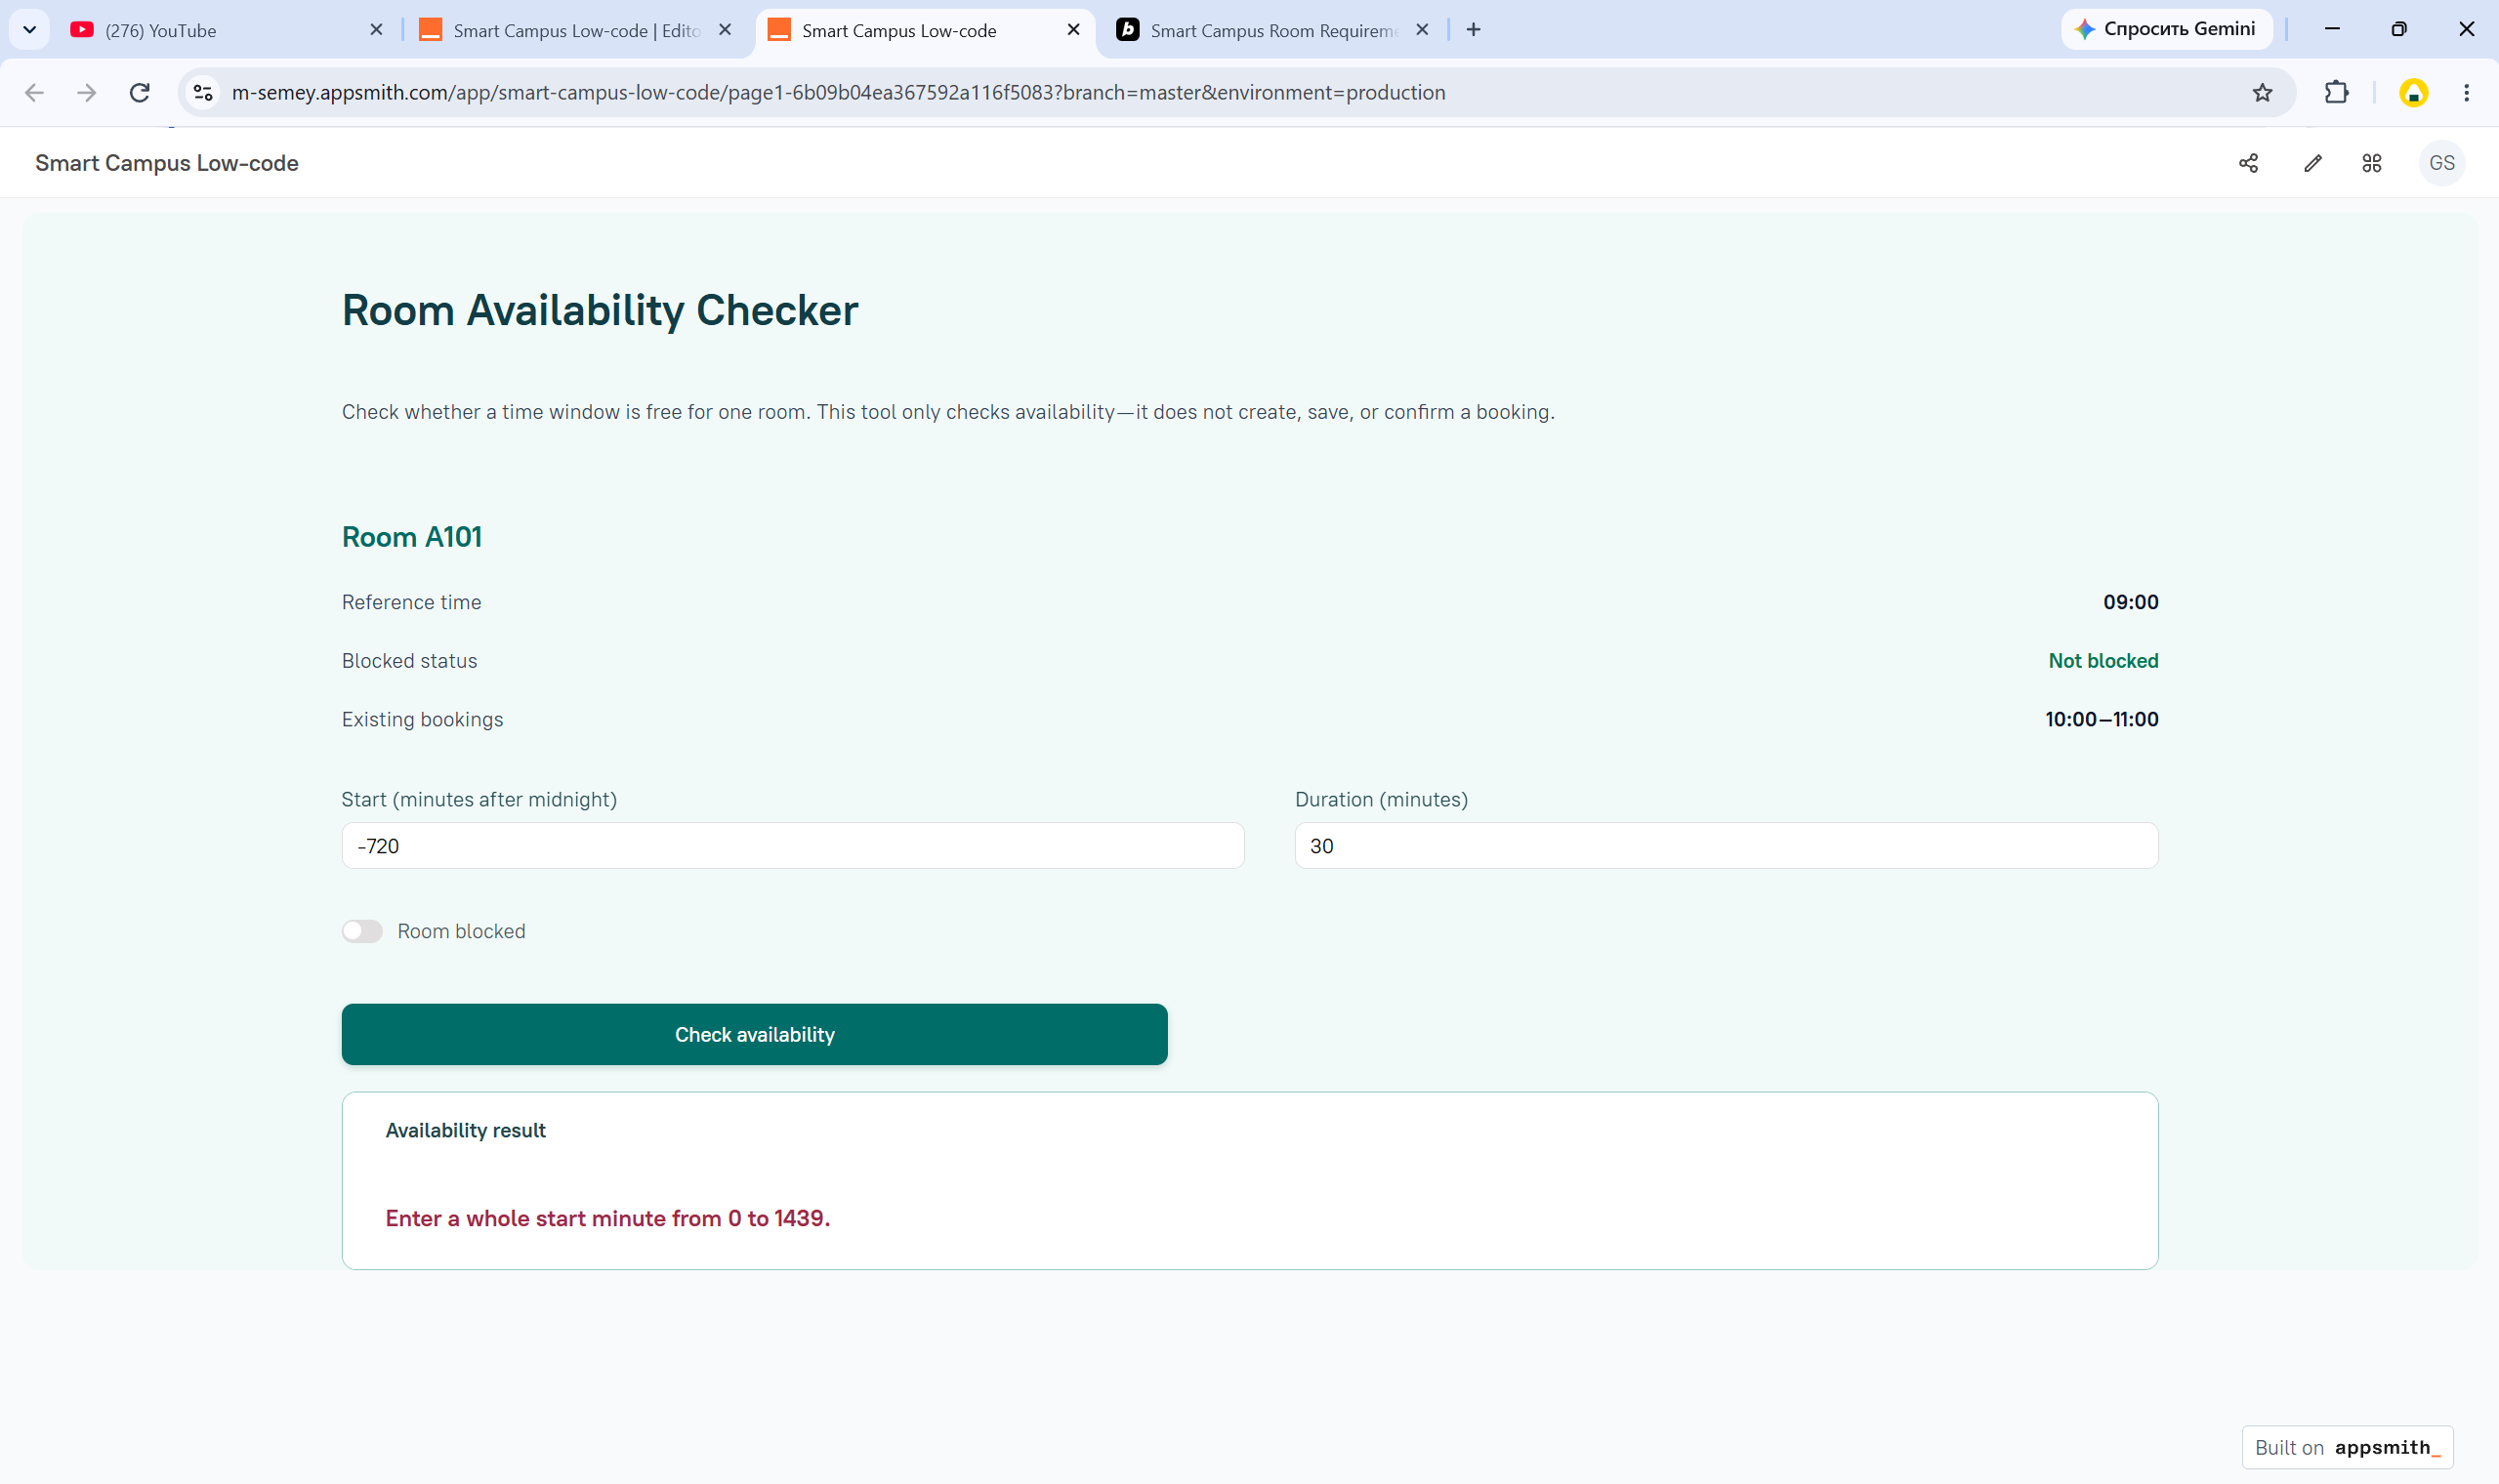 (276) YouTube
Smart Campus Low-code | Edito
Smart Campus Low-code
Smart Campus Room Requireme
Спросить Gemini
m-semey.appsmith.com/app/smart-campus-low-code/page1-6b09b04ea367592a116f5083?branch=master&environment=production
Smart Campus Low-code
GS
Room Availability Checker
Check whether a time window is free for one room. This tool only checks availability—it does not create, save, or confirm a booking.
Room A101
Reference time 09:00
Blocked status Not blocked
Existing bookings 10:00–11:00
Start (minutes after midnight) Duration (minutes)
-720 30
Room blocked
Check availability
Availability result
Enter a whole start minute from 0 to 1439.
Built on appsmith_